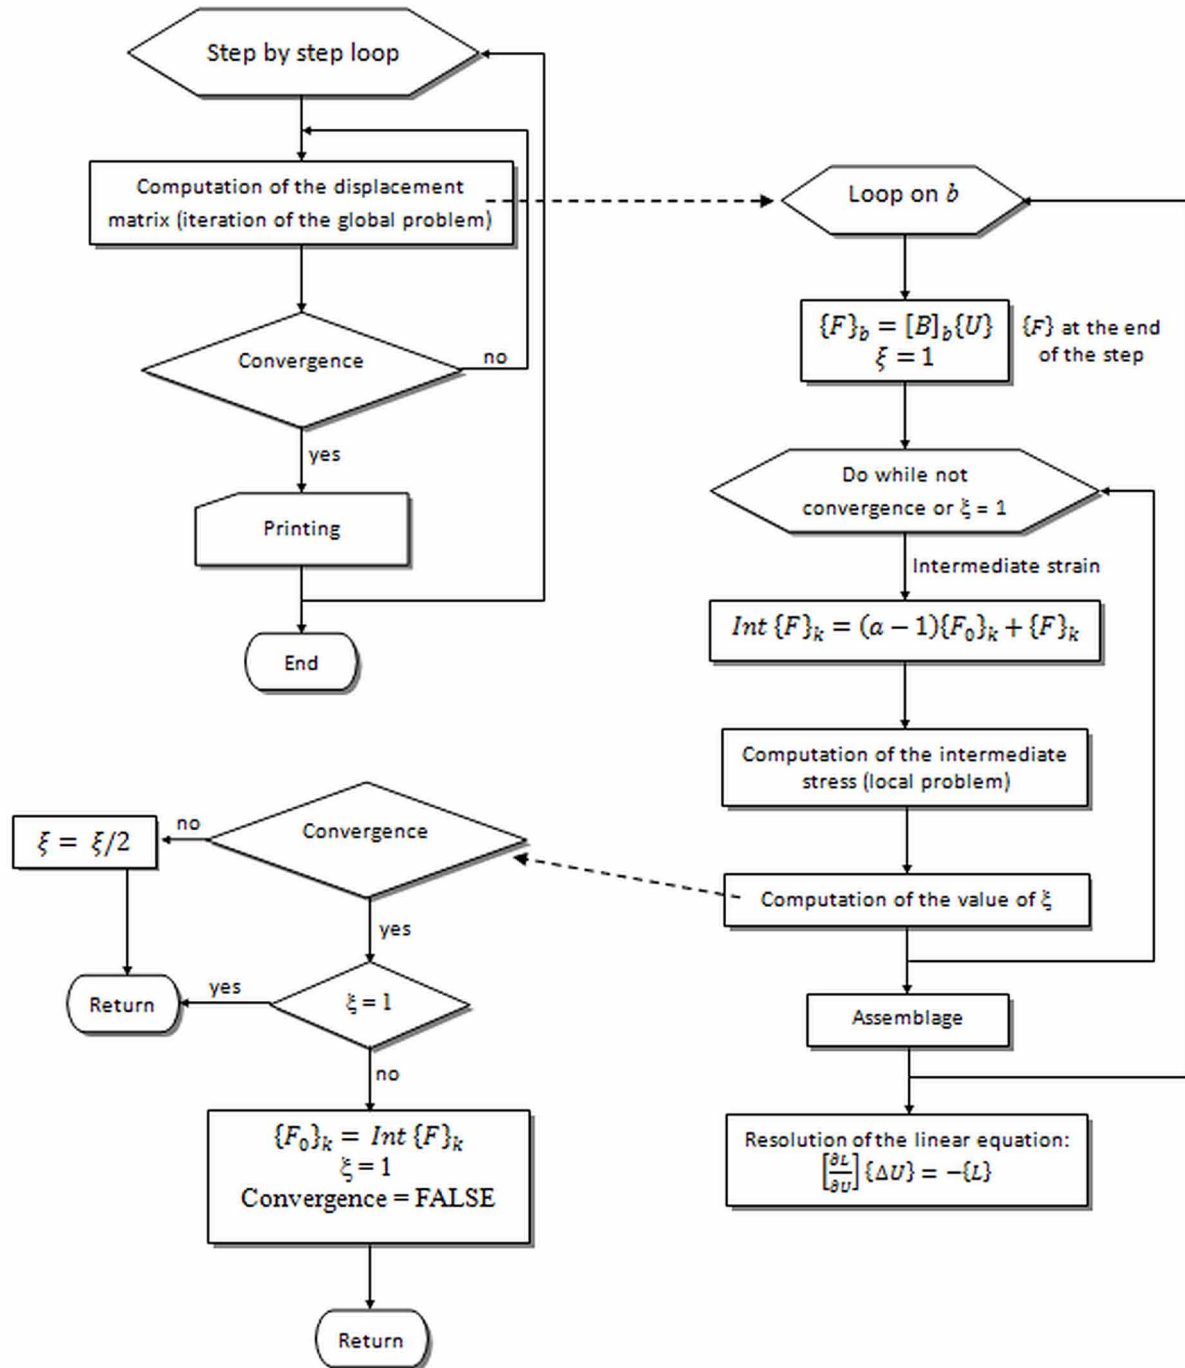 Step by step loop
Computation of the displacement
matrix (iteration of the global problem)
Convergence
no
yes
Printing
End
Loop on b
{F}_b = [B]_b{U}
ξ = 1
{F} at the end
of the step
Do while not
convergence or ξ = 1
Intermediate strain
Int {F}_k = (a − 1){F_0}_k + {F}_k
Computation of the intermediate
stress (local problem)
Computation of the value of ξ
Assemblage
Resolution of the linear equation:
[∂L/∂U] {ΔU} = −{L}
Convergence
no
ξ = ξ/2
yes
Return
yes
ξ = 1
no
{F_0}_k = Int {F}_k
ξ = 1
Convergence = FALSE
Return